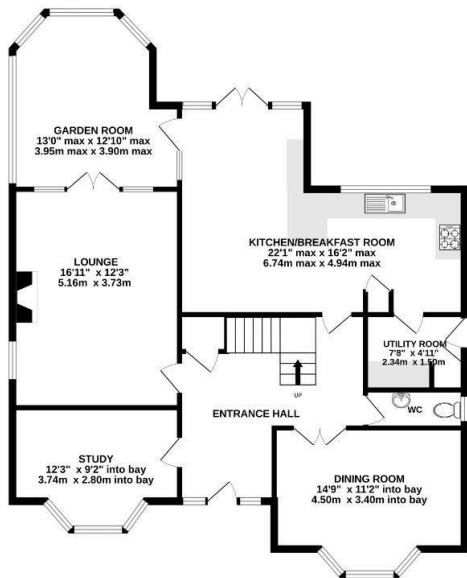 GARDEN ROOM
13'0" max x 12'10" max
3.95m max x 3.90m max
LOUNGE
16'11" x 12'3"
5.16m x 3.73m
KITCHEN/BREAKFAST ROOM
22'1" max x 16'2" max
6.74m max x 4.94m max
UTILITY ROOM
7'8" x 4'11"
2.34m x 1.50m
UP
ENTRANCE HALL
WC
STUDY
12'3" x 9'2" into bay
3.74m x 2.80m into bay
DINING ROOM
14'9" x 11'2" into bay
4.50m x 3.40m into bay